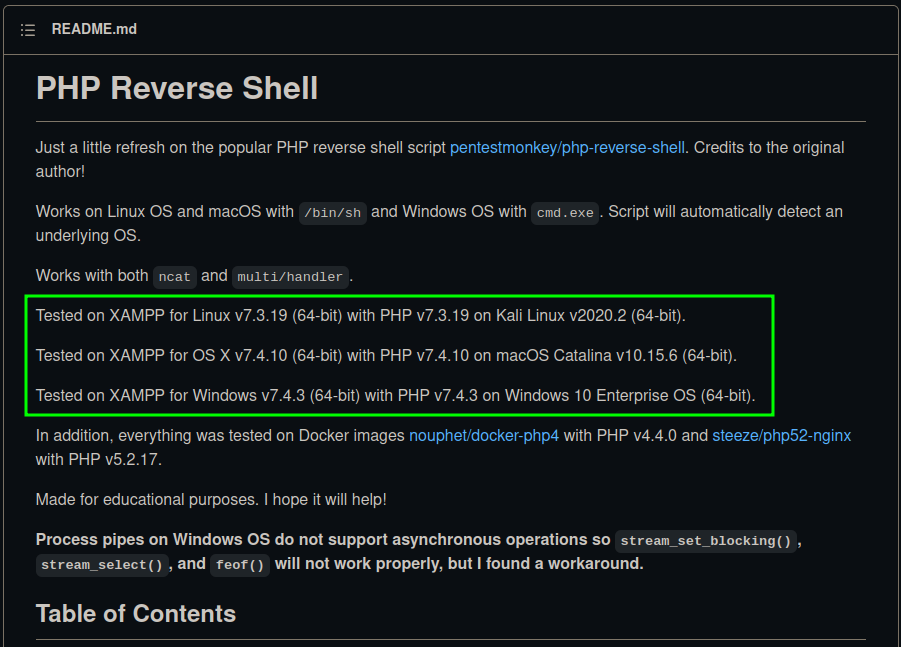 README.md
PHP Reverse Shell
Just a little refresh on the popular PHP reverse shell script pentestmonkey/php-reverse-shell. Credits to the original
author!
Works on Linux OS and macOS with /bin/sh and Windows OS with cmd.exe. Script will automatically detect an
underlying OS.
Works with both ncat and multi/handler.
Tested on XAMPP for Linux v7.3.19 (64-bit) with PHP v7.3.19 on Kali Linux v2020.2 (64-bit).
Tested on XAMPP for OS X v7.4.10 (64-bit) with PHP v7.4.10 on macOS Catalina v10.15.6 (64-bit).
Tested on XAMPP for Windows v7.4.3 (64-bit) with PHP v7.4.3 on Windows 10 Enterprise OS (64-bit).
In addition, everything was tested on Docker images nouphet/docker-php4 with PHP v4.4.0 and steeze/php52-nginx
with PHP v5.2.17.
Made for educational purposes. I hope it will help!
Process pipes on Windows OS do not support asynchronous operations so stream_set_blocking(),
stream_select(), and feof() will not work properly, but I found a workaround.
Table of Contents